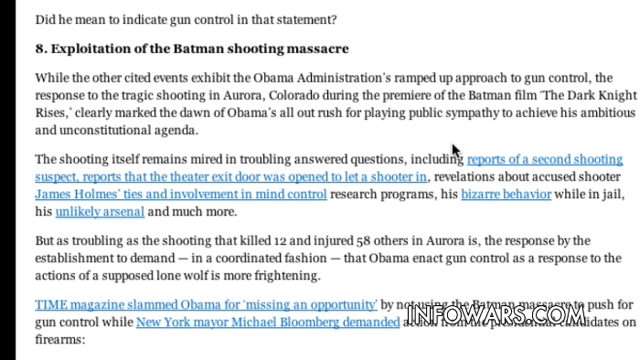 Did he mean to indicate gun control in that statement?
8. Exploitation of the Batman shooting massacre
While the other cited events exhibit the Obama Administration's ramped up approach to gun control, the
response to the tragic shooting in Aurora, Colorado during the premiere of the Batman film 'The Dark Knight
Rises,' clearly marked the dawn of Obama's all out rush for playing public sympathy to achieve his ambitious
and unconstitutional agenda.
The shooting itself remains mired in troubling answered questions, including reports of a second shooting
suspect, reports that the theater exit door was opened to let a shooter in, revelations about accused shooter
James Holmes' ties and involvement in mind control research programs, his bizarre behavior while in jail,
his unlikely arsenal and much more.
But as troubling as the shooting that killed 12 and injured 58 others in Aurora is, the response by the
establishment to demand — in a coordinated fashion — that Obama enact gun control as a response to the
actions of a supposed lone wolf is more frightening.
TIME magazine slammed Obama for 'missing an opportunity' by not using the Batman massacre to push for
gun control while New York mayor Michael Bloomberg demanded action from the presidential candidates on
firearms:
INFOWARS.COM